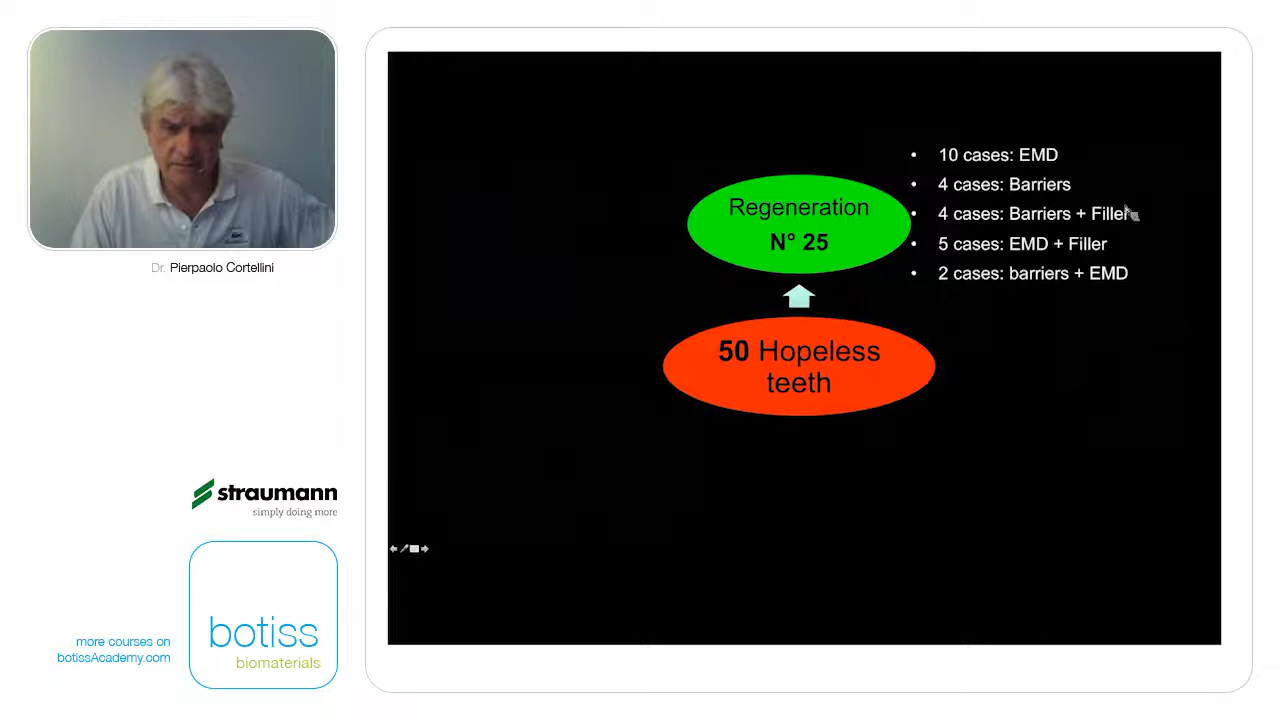 Dr. Pierpaolo Cortellini
straumann
simply doing more
more courses on
botissAcademy.com
botiss
biomaterials
Regeneration
N° 25
• 10 cases: EMD
• 4 cases: Barriers
• 4 cases: Barriers + Filler
• 5 cases: EMD + Filler
• 2 cases: barriers + EMD
50 Hopeless
teeth